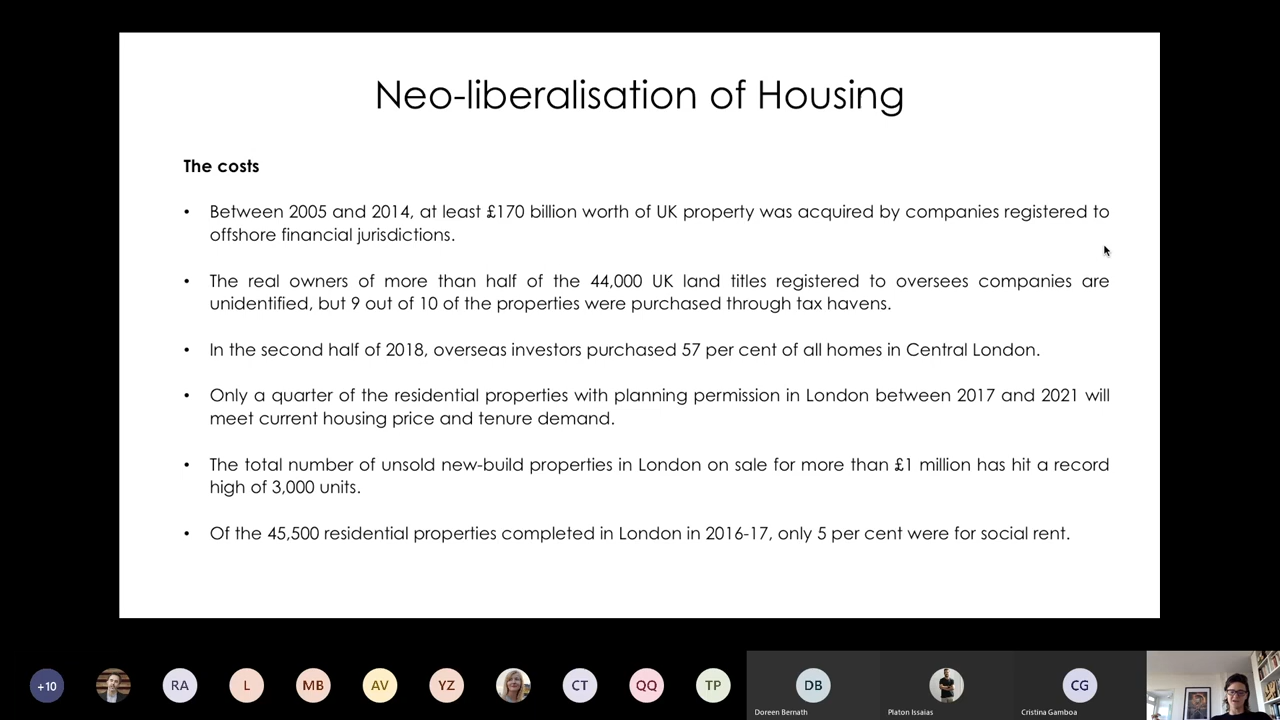 Neo-liberalisation of Housing
The costs
• Between 2005 and 2014, at least £170 billion worth of UK property was acquired by companies registered to
offshore financial jurisdictions.
• The real owners of more than half of the 44,000 UK land titles registered to oversees companies are
unidentified, but 9 out of 10 of the properties were purchased through tax havens.
• In the second half of 2018, overseas investors purchased 57 per cent of all homes in Central London.
• Only a quarter of the residential properties with planning permission in London between 2017 and 2021 will
meet current housing price and tenure demand.
• The total number of unsold new-build properties in London on sale for more than £1 million has hit a record
high of 3,000 units.
• Of the 45,500 residential properties completed in London in 2016-17, only 5 per cent were for social rent.
+10 RA L MB AV YZ CT QQ TP DB CG
Doreen Bernath Platon Issaias Cristina Gamboa